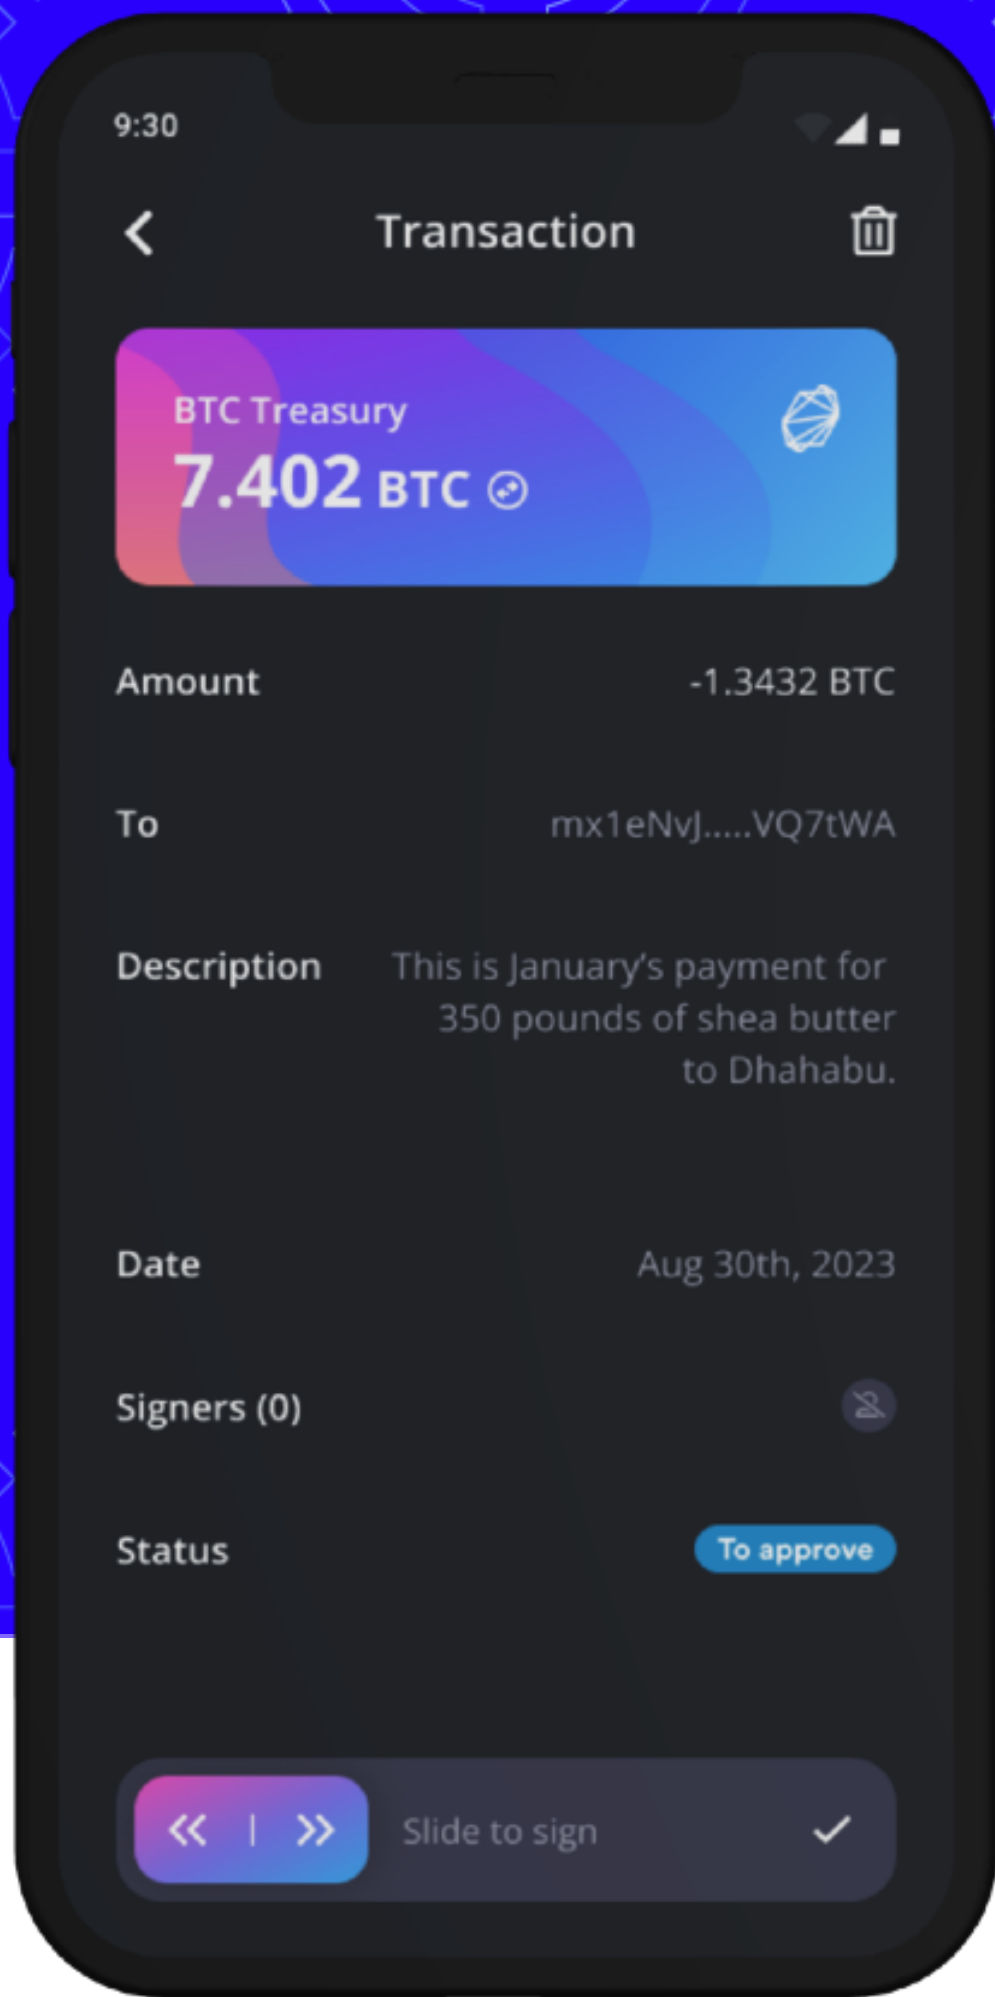 9:30
Transaction
BTC Treasury
7.402 BTC
Amount -1.3432 BTC
To mx1eNvJ.....VQ7tWA
Description This is January’s payment for
350 pounds of shea butter
to Dhahabu.
Date Aug 30th, 2023
Signers (0)
Status To approve
Slide to sign